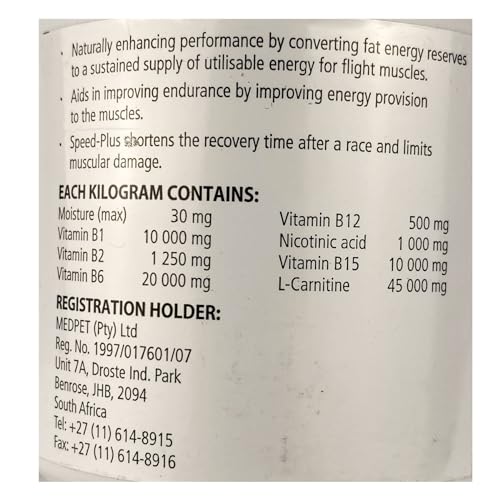 · Naturally enhancing performance by converting fat energy reserves
to a sustained supply of utilisable energy for flight muscles.
· Aids in improving endurance by improving energy provision
to the muscles.
· Speed-Plus shortens the recovery time after a race and limits
muscular damage.
EACH KILOGRAM CONTAINS:
Moisture (max) 30 mg
Vitamin B1 10 000 mg
Vitamin B2 1 250 mg
Vitamin B6 20 000 mg
Vitamin B12 500 mg
Nicotinic acid 1 000 mg
Vitamin B15 10 000 mg
L-Carnitine 45 000 mg
REGISTRATION HOLDER:
MEDPET (Pty) Ltd
Reg. No. 1997/017601/07
Unit 7A, Droste Ind. Park
Benrose, JHB, 2094
South Africa
Tel: +27 (11) 614-8915
Fax: +27 (11) 614-8916